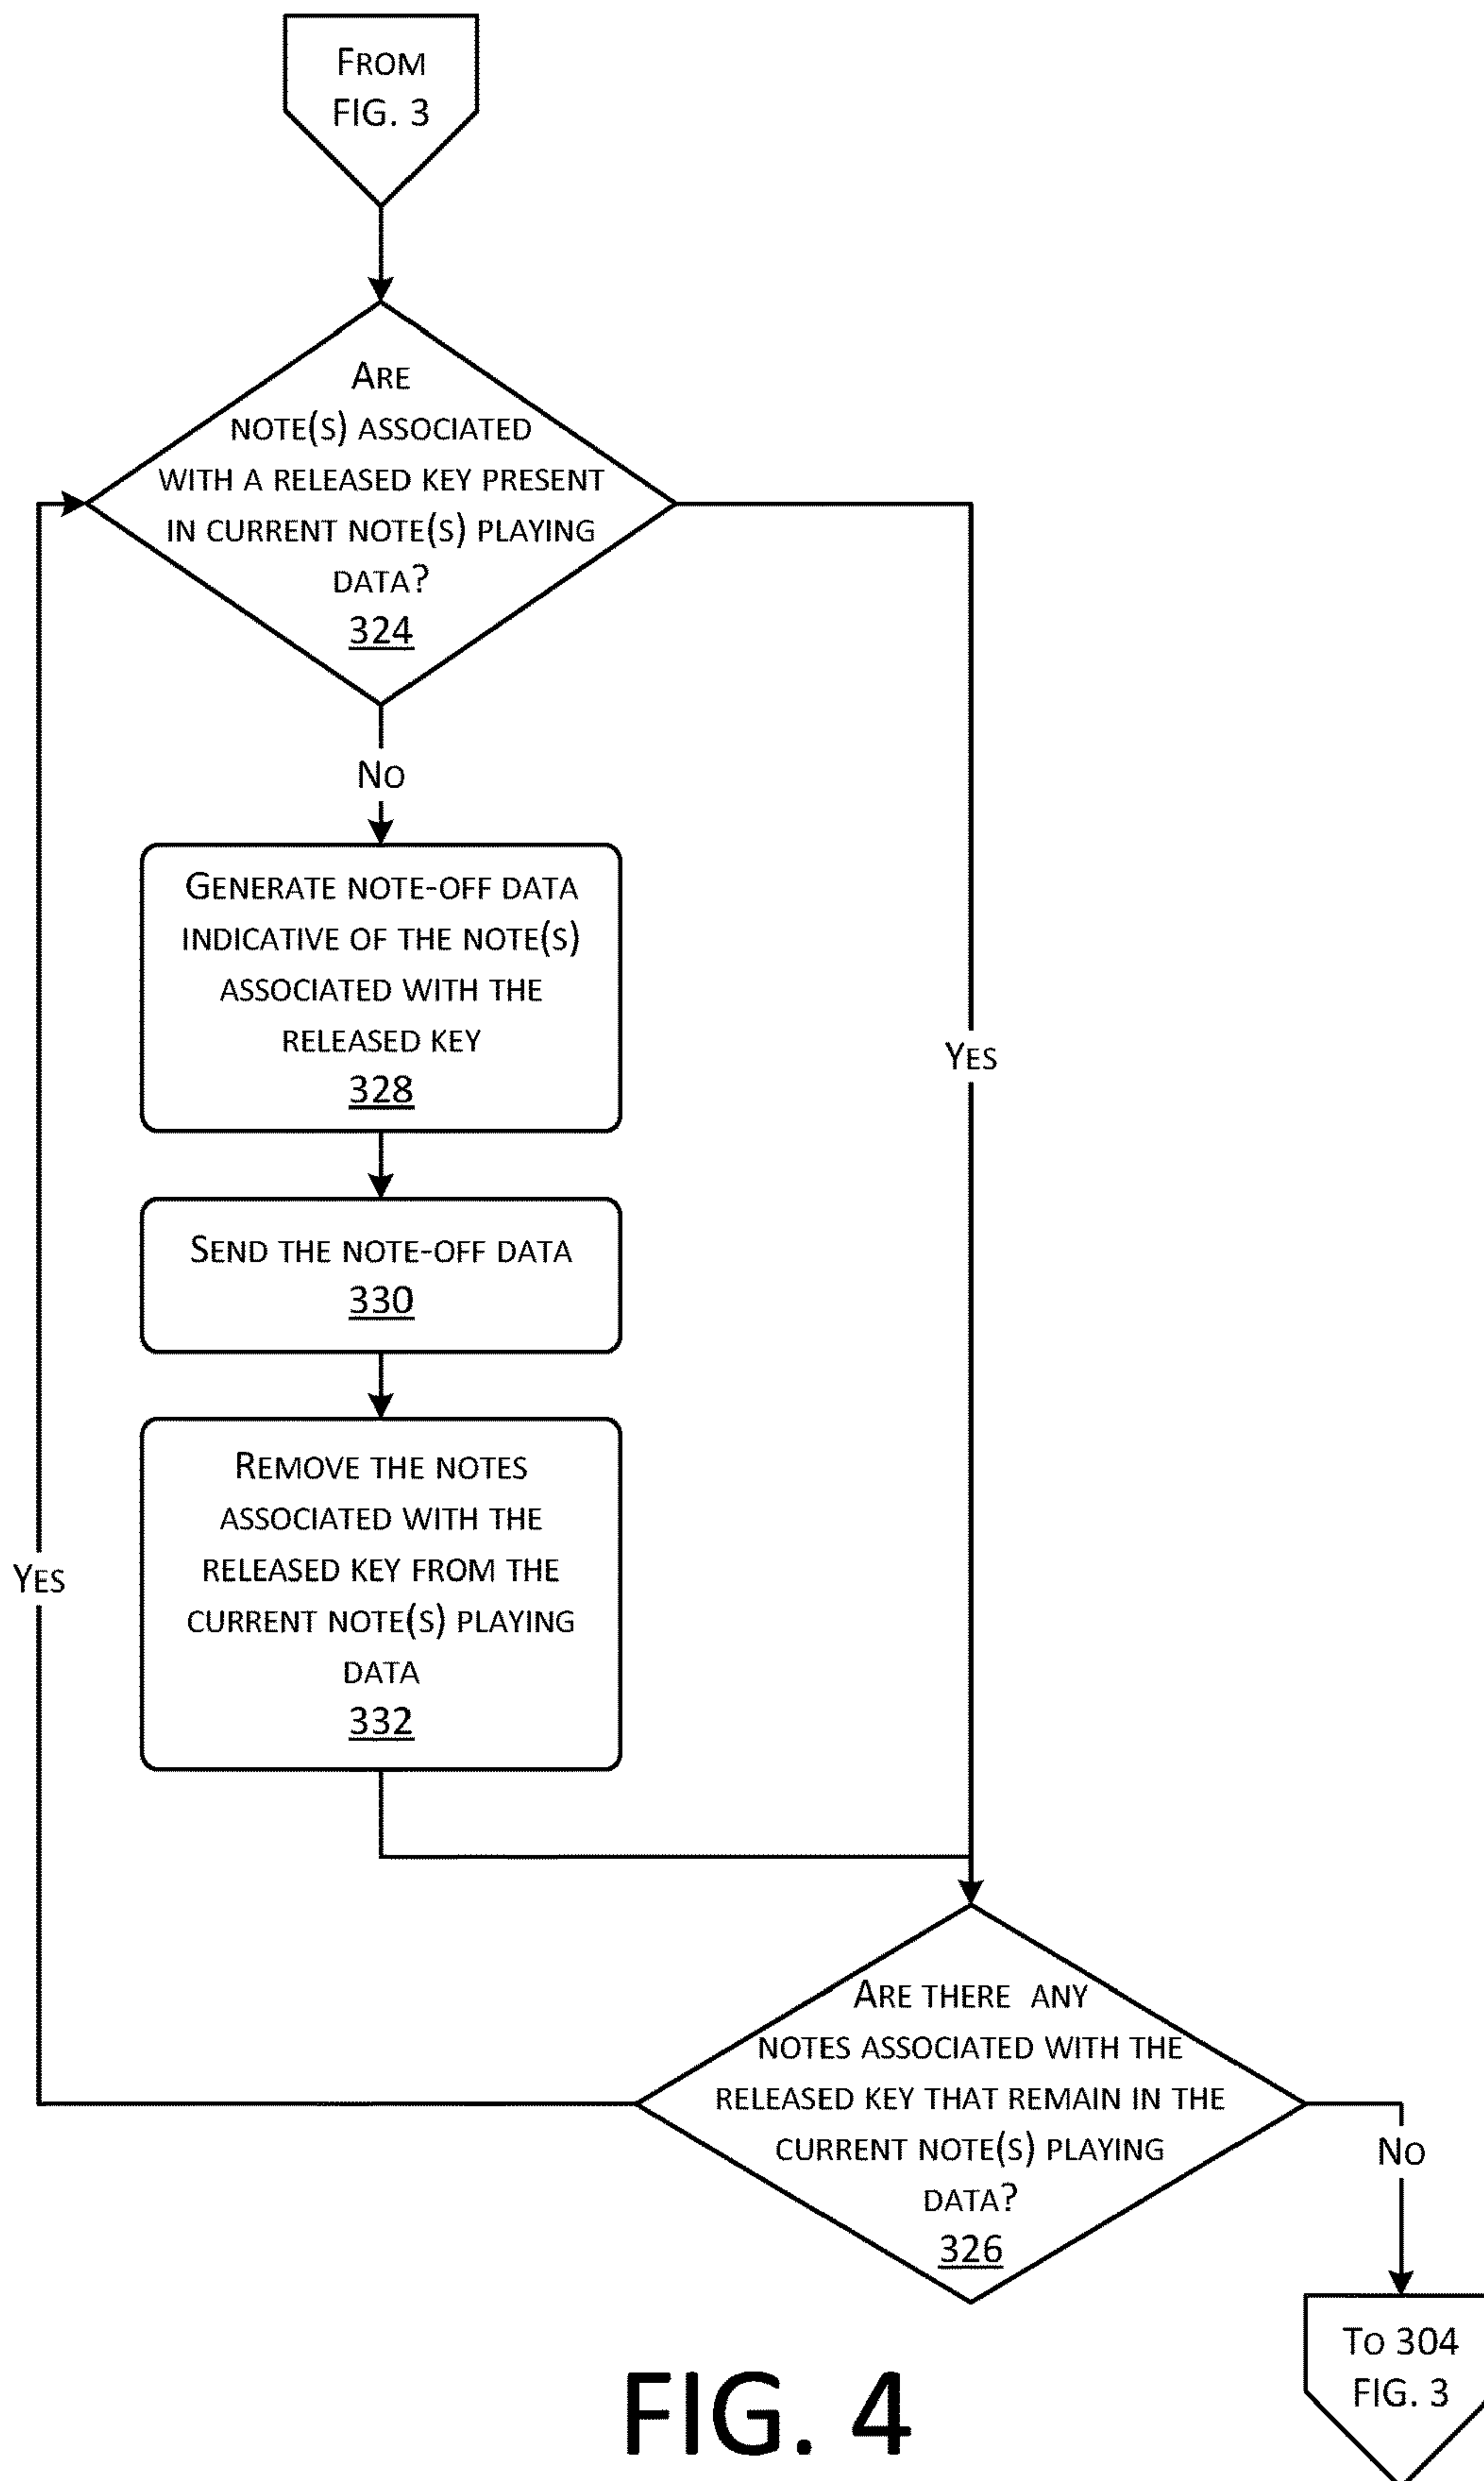 FROM
FIG. 3
ARE
NOTE(S) ASSOCIATED
WITH A RELEASED KEY PRESENT
IN CURRENT NOTE(S) PLAYING
DATA?
324
NO
GENERATE NOTE-OFF DATA
INDICATIVE OF THE NOTE(S)
ASSOCIATED WITH THE
RELEASED KEY
328
YES
SEND THE NOTE-OFF DATA
330
REMOVE THE NOTES
ASSOCIATED WITH THE
RELEASED KEY FROM THE
CURRENT NOTE(S) PLAYING
DATA
332
YES
ARE THERE ANY
NOTES ASSOCIATED WITH THE
RELEASED KEY THAT REMAIN IN THE
CURRENT NOTE(S) PLAYING
DATA?
326
NO
TO 304
FIG. 3
FIG. 4